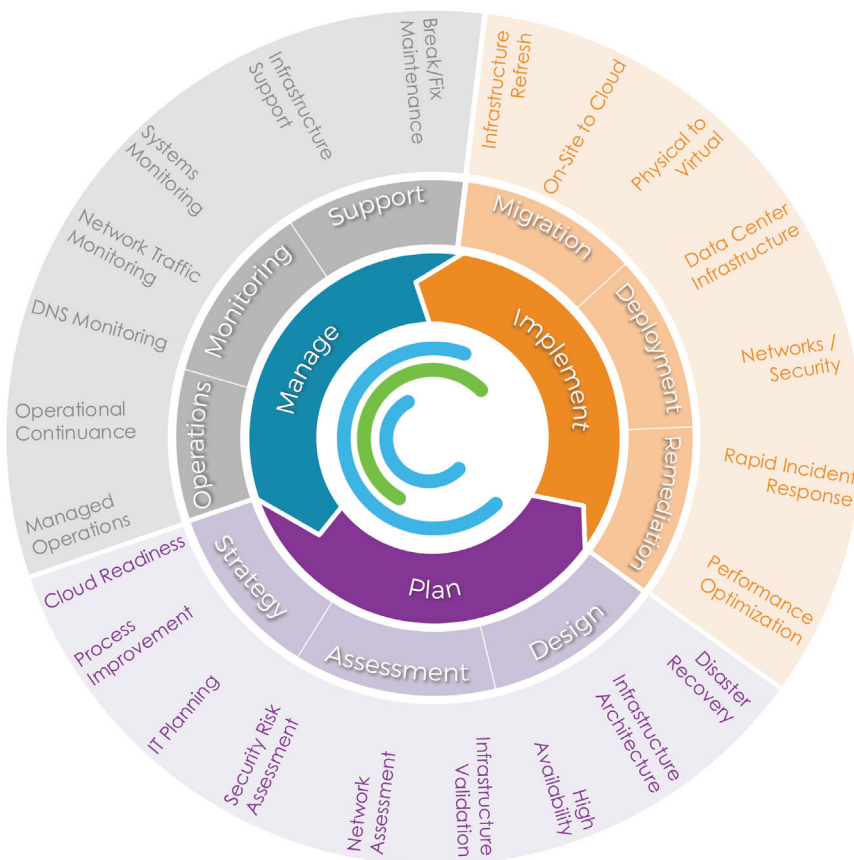 Manage
Implement
Plan
Support
Monitoring
Operations
Migration
Deployment
Remediation
Design
Assessment
Strategy
Break/Fix
Maintenance
Infrastructure
Support
Systems
Monitoring
Network Traffic
Monitoring
DNS Monitoring
Operational
Continuance
Managed
Operations
Infrastructure
Refresh
On-Site to Cloud
Physical to
Virtual
Data Center
Infrastructure
Networks /
Security
Rapid Incident
Response
Performance
Optimization
Disaster
Recovery
Infrastructure
Architecture
High
Availability
Infrastructure
Validation
Network
Assessment
Security Risk
Assessment
IT Planning
Process
Improvement
Cloud Readiness